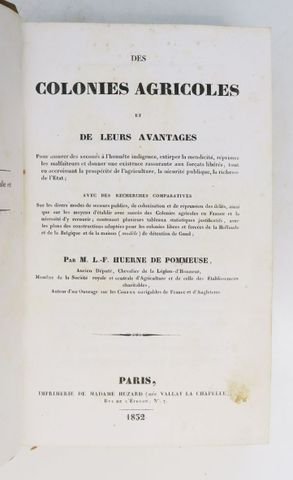 DES
COLONIES AGRICOLES
ET
DE LEURS AVANTAGES
Pour assurer des secours à l'honnête indigence, extirper la mendicité, réprimer
les malfaiteurs et donner une existence rassurante aux forçats libérés, tout
en accroissant la prospérité de l'agriculture, la sécurité publique, la richesse
de l'État;
AVEC DES RECHERCHES COMPARATIVES
Sur les divers modes de secours publics, de colonisation et de répression des délits, ainsi
que sur les moyens d'établir avec succès des Colonies agricoles en France et la
nécessité d'y recourir; contenant plusieurs tableaux statistiques justificatifs, avec
les plans des constructions adoptées pour les colonies libres et forcées de la Hollande
et de la Belgique et de la maison (modèle) de détention de Gand;
PAR M. L.-F. HUERNE DE POMMEUSE,
Ancien Député, Chevalier de la Légion-d'Honneur,
Membre de la Société royale et centrale d'Agriculture et de celle des Établissements
charitables,
Auteur d'un Ouvrage sur les CANAUX navigables de France et d'Angleterre.
PARIS,
IMPRIMERIE DE MADAME HUZARD (née VALLAT LA CHAPELLE),
RUE DE L'ÉPERON, N°. 7.
1832